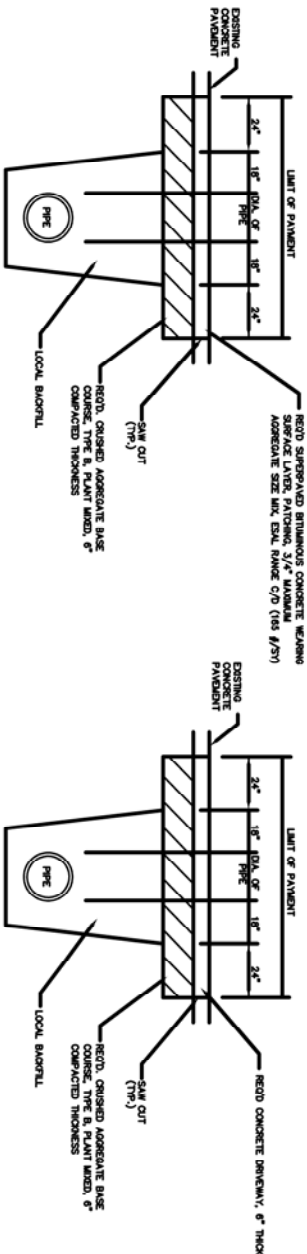 LIMIT OF PAYMENT
EXISTING
CONCRETE
PAVEMENT
24"
18"
DIA. OF
PIPE
18"
24"
REQ'D SUPERPAVED BITUMINOUS CONCRETE WEARING
SURFACE LAYER, PATCHING, 3/4" MAXIMUM
AGGREGATE SIZE MIX, ESAL RANGE C/D (165 #/SY)
SAW CUT
(TYP.)
REQ'D. CRUSHED AGGREGATE BASE
COURSE, TYPE B, PLANT MIXED, 6"
COMPACTED THICKNESS
LOCAL BACKFILL
PIPE
LIMIT OF PAYMENT
EXISTING
CONCRETE
PAVEMENT
24"
18"
DIA. OF
PIPE
18"
24"
REQ'D CONCRETE DRIVEWAY, 6" THICK
SAW CUT
(TYP.)
REQ'D. CRUSHED AGGREGATE BASE
COURSE, TYPE B, PLANT MIXED, 6"
COMPACTED THICKNESS
LOCAL BACKFILL
PIPE